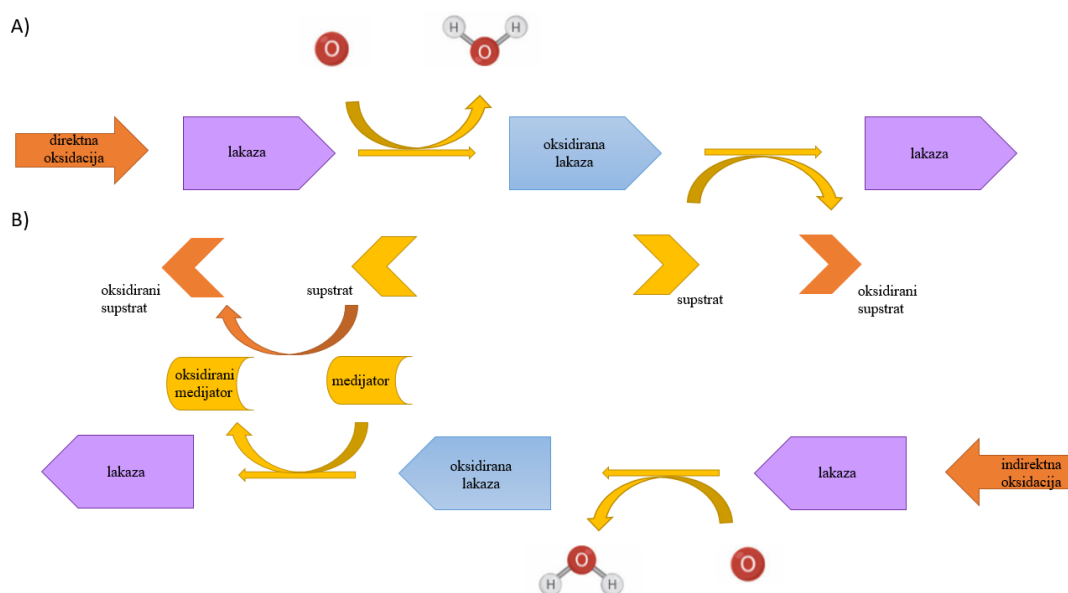 A)
O
H H
O
direktna
oksidacija
lakaza
oksidirana
lakaza
lakaza
B)
oksidirani
supstrat
supstrat
supstrat
oksidirani
supstrat
oksidirani
medijator
medijator
lakaza
oksidirana
lakaza
lakaza
indirektna
oksidacija
O
H H
O